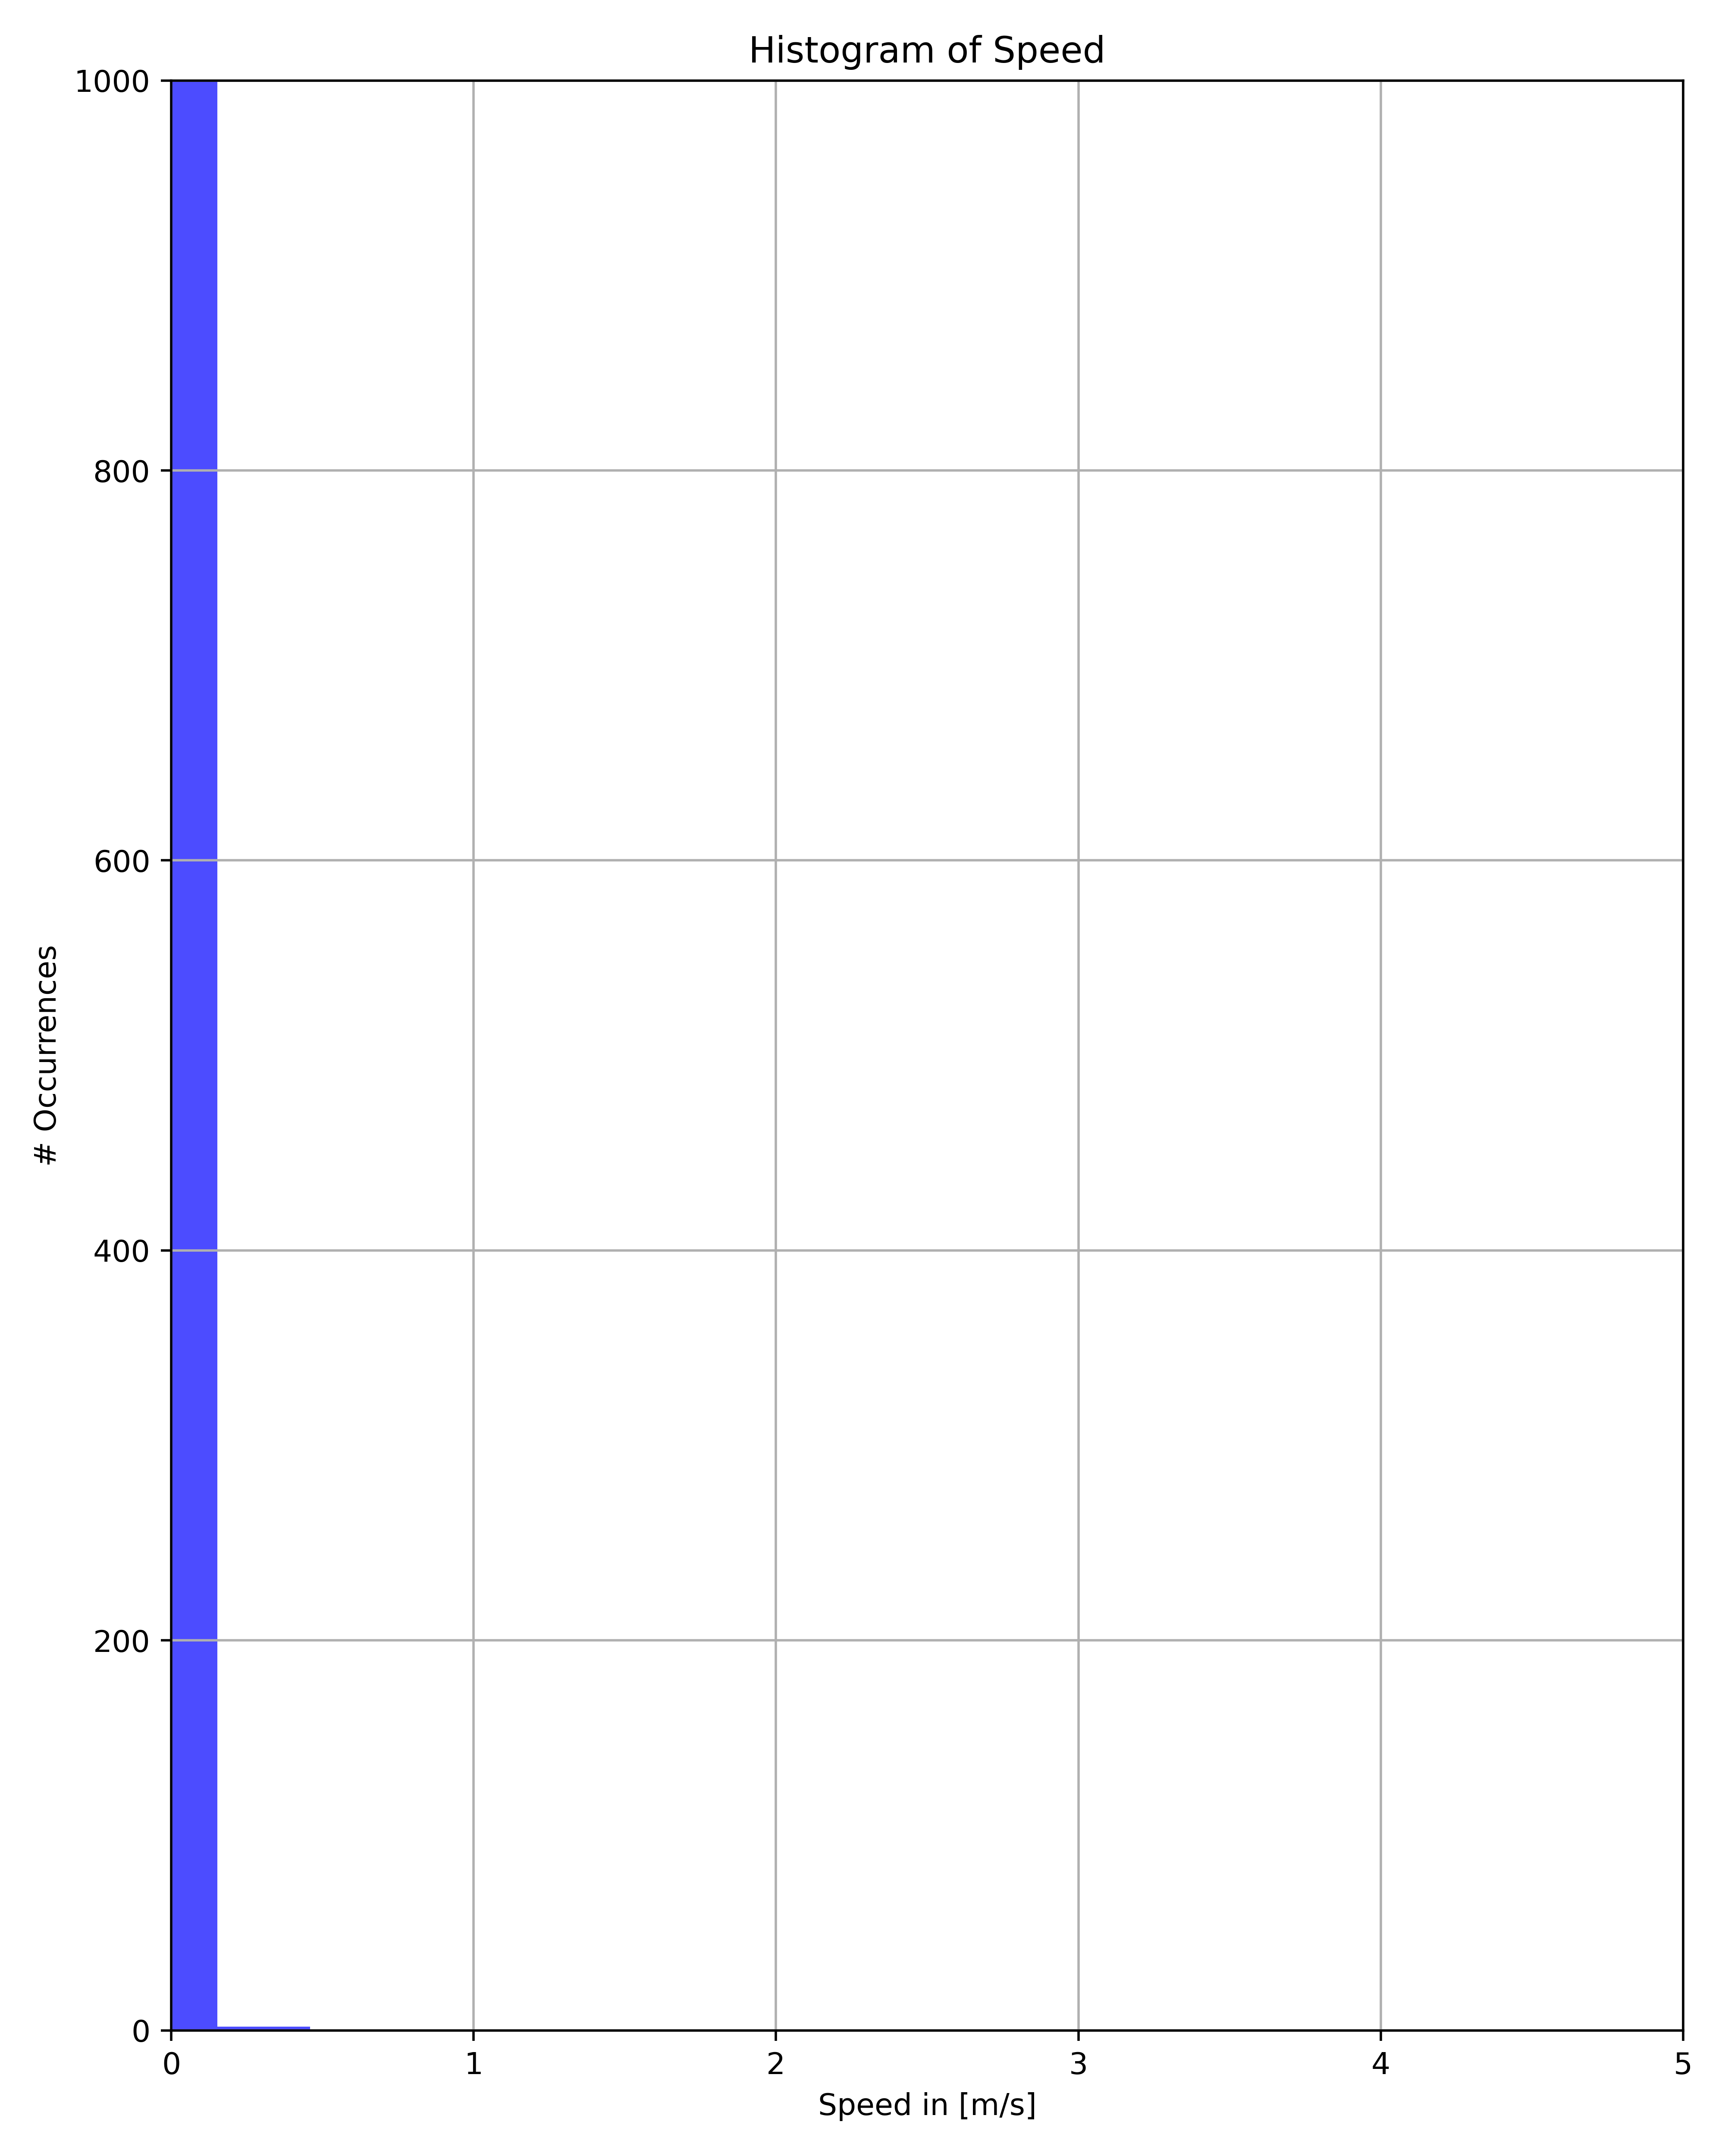 Histogram of Speed
1000
800
600
400
200
0
# Occurrences
0 1 2 3 4 5
Speed in [m/s]